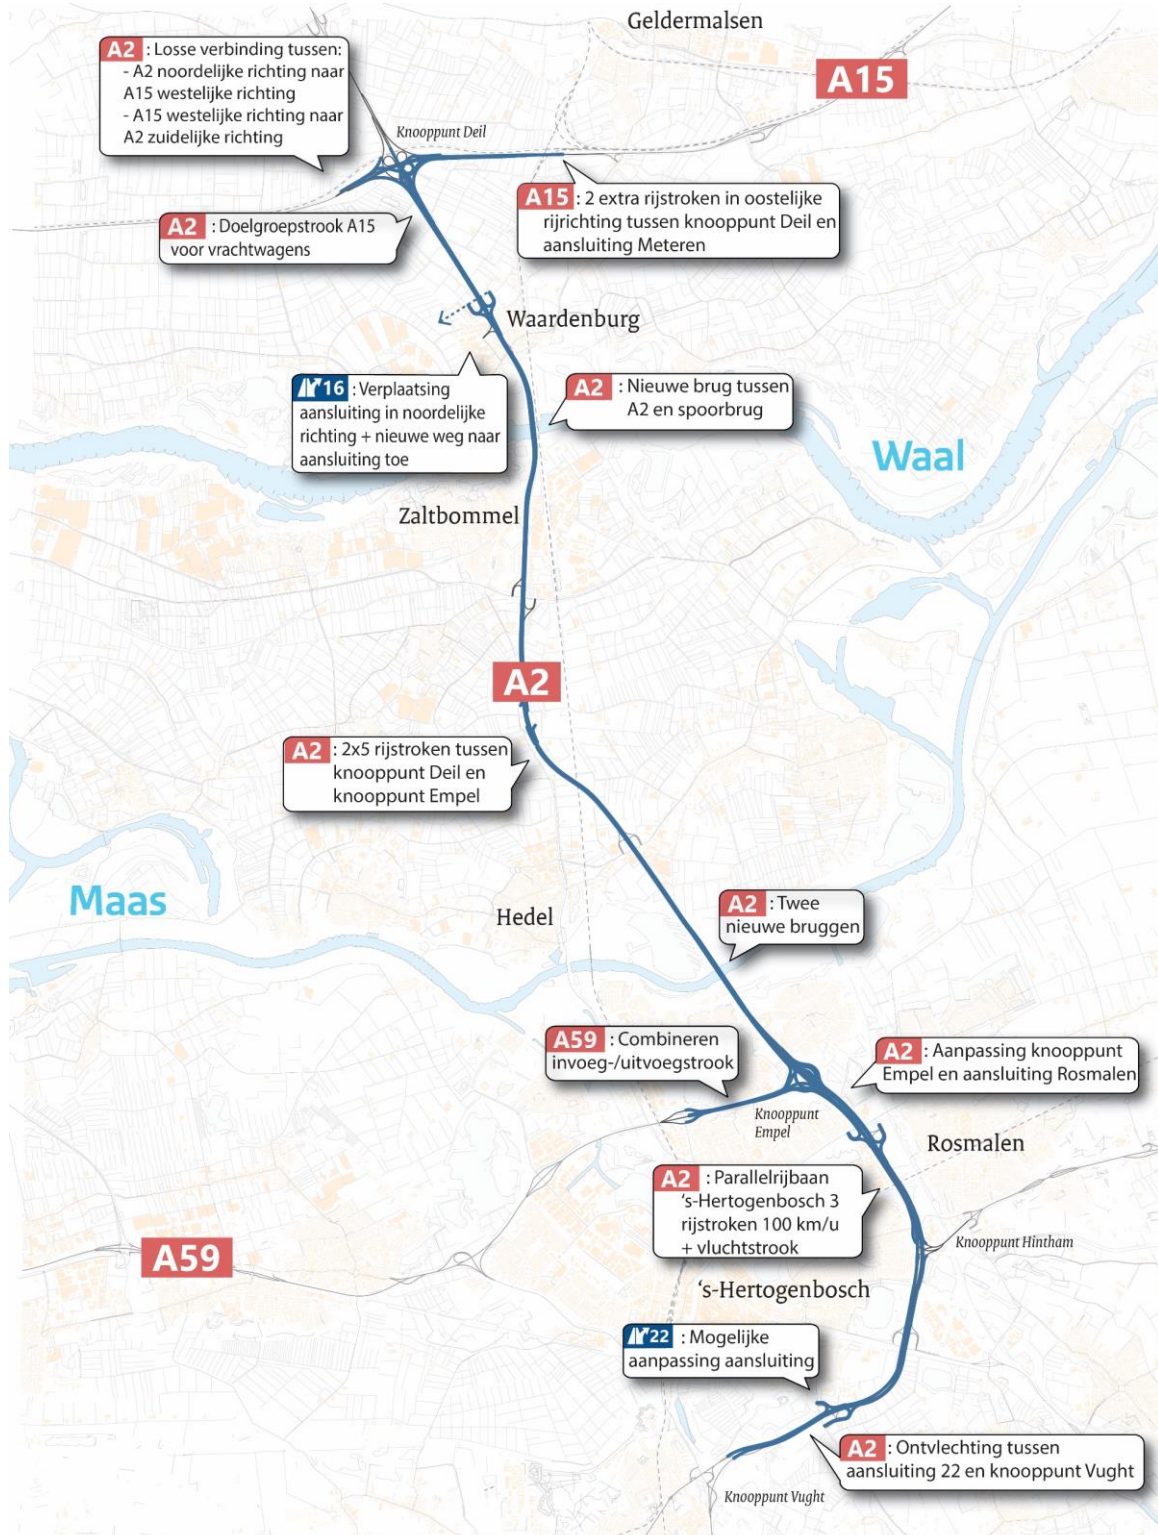 Geldermalsen
A2 : Losse verbinding tussen:
- A2 noordelijke richting naar
A15 westelijke richting
- A15 westelijke richting naar
A2 zuidelijke richting
A15
Knooppunt Deil
A15 : 2 extra rijstroken in oostelijke
rijrichting tussen knooppunt Deil en
aansluiting Meteren
A2 : Doelgroepstrook A15
voor vrachtwagens
Waardenburg
16 : Verplaatsing
aansluiting in noordelijke
richting + nieuwe weg naar
aansluiting toe
A2 : Nieuwe brug tussen
A2 en spoorbrug
Waal
Zaltbommel
A2
A2 : 2x5 rijstroken tussen
knooppunt Deil en
knooppunt Empel
Maas
Hedel
A2 : Twee
nieuwe bruggen
A59 : Combineren
invoeg-/uitvoegstrook
A2 : Aanpassing knooppunt
Empel en aansluiting Rosmalen
Knooppunt
Empel
Rosmalen
A2 : Parallelrijbaan
‘s-Hertogenbosch 3
rijstroken 100 km/u
+ vluchtstrook
Knooppunt Hintham
A59
‘s-Hertogenbosch
22 : Mogelijke
aanpassing aansluiting
A2 : Ontvlechting tussen
aansluiting 22 en knooppunt Vught
Knooppunt Vught